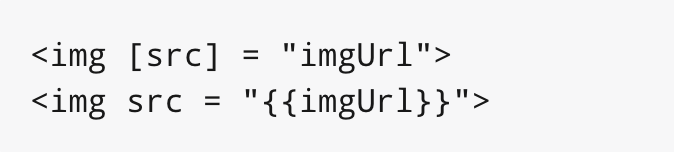 <img [src] = "imgUrl">
<img src = "{{imgUrl}}">